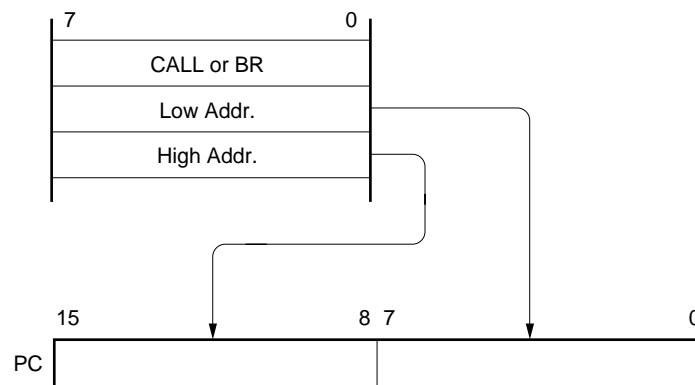 7 0
CALL or BR
Low Addr.
High Addr.
15 8 7 0
PC